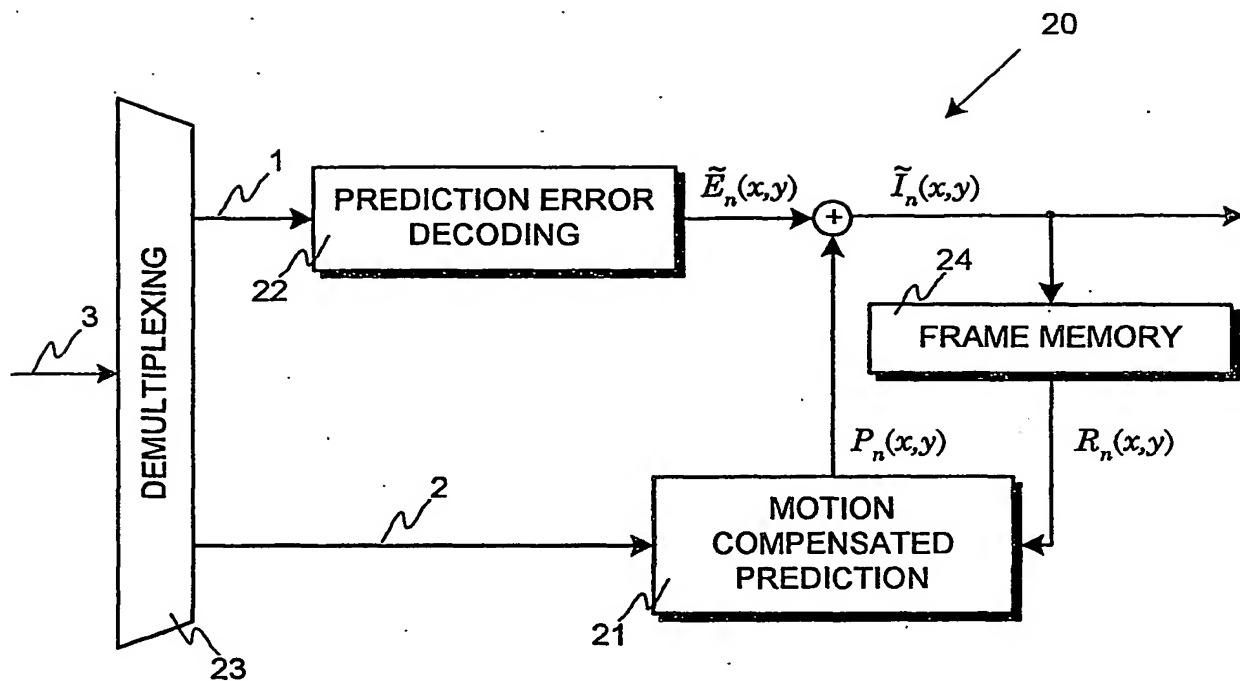 20
1
PREDICTION ERROR
DECODING
22
Ẽₙ(x,y)
+
Ĩₙ(x,y)
24
FRAME MEMORY
3
DEMULTIPLEXING
Pₙ(x,y)
Rₙ(x,y)
2
MOTION
COMPENSATED
PREDICTION
21
23